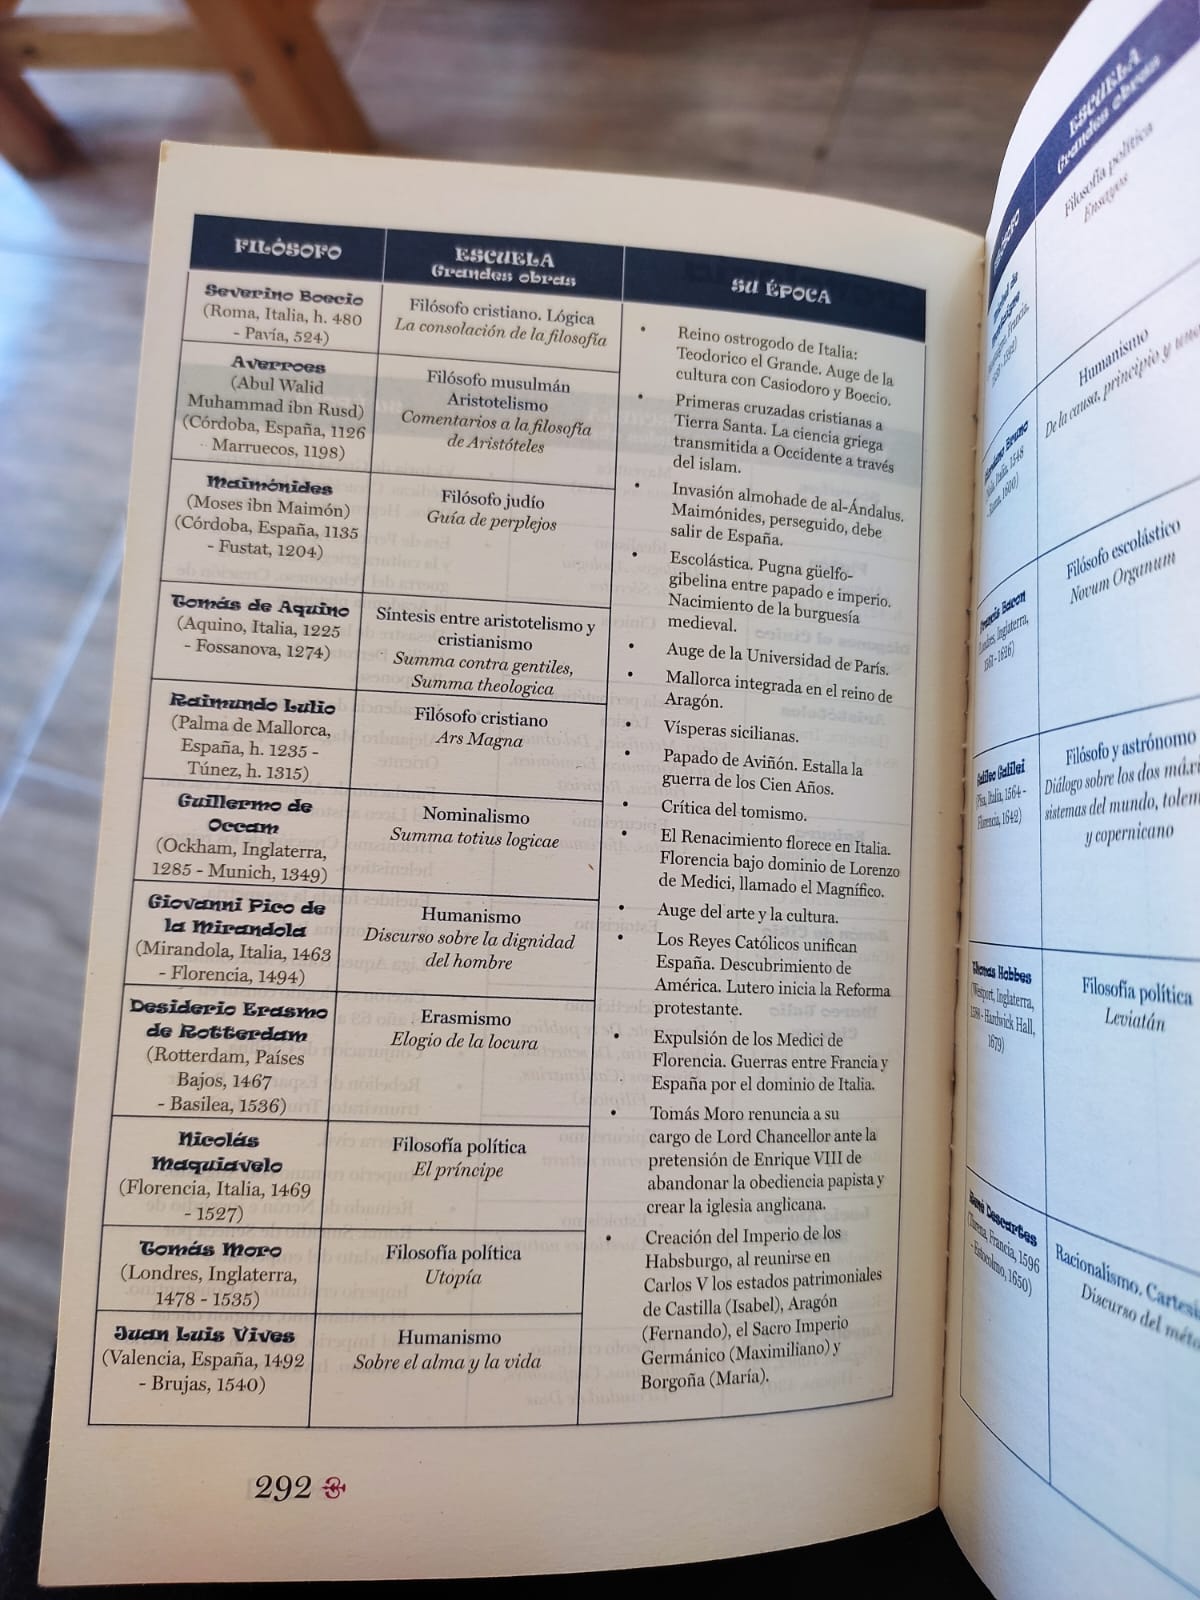 FILÓSOFO
ESCUELA
Grandes obras
SU ÉPOCA
Severino Boecio
(Roma, Italia, h. 480
- Pavía, 524)
Filósofo cristiano. Lógica
La consolación de la filosofía
Averroes
(Abul Walid
Muhammad ibn Rusd)
(Córdoba, España, 1126
Marruecos, 1198)
Filósofo musulmán
Aristotelismo
Comentarios a la filosofía
de Aristóteles
Maimónides
(Moses ibn Maimón)
(Córdoba, España, 1135
- Fustat, 1204)
Filósofo judío
Guía de perplejos
Tomás de Aquino
(Aquino, Italia, 1225
- Fossanova, 1274)
Síntesis entre aristotelismo y
cristianismo
Summa contra gentiles,
Summa theologica
Raimundo Lulio
(Palma de Mallorca,
España, h. 1235 -
Túnez, h. 1315)
Filósofo cristiano
Ars Magna
Guillermo de
Occam
(Ockham, Inglaterra,
1285 - Munich, 1349)
Nominalismo
Summa totius logicae
Giovanni Pico de
la Mirandola
(Mirandola, Italia, 1463
- Florencia, 1494)
Humanismo
Discurso sobre la dignidad
del hombre
Desiderio Erasmo
de Rotterdam
(Rotterdam, Países
Bajos, 1467
- Basilea, 1536)
Erasmismo
Elogio de la locura
Nicolás
Maquiavelo
(Florencia, Italia, 1469
- 1527)
Filosofía política
El príncipe
Tomás Moro
(Londres, Inglaterra,
1478 - 1535)
Filosofía política
Utopía
Juan Luis Vives
(Valencia, España, 1492
- Brujas, 1540)
Humanismo
Sobre el alma y la vida
• Reino ostrogodo de Italia:
Teodorico el Grande. Auge de la
cultura con Casiodoro y Boecio.
• Primeras cruzadas cristianas a
Tierra Santa. La ciencia griega
transmitida a Occidente a través
del islam.
• Invasión almohade de al-Ándalus.
Maimónides, perseguido, debe
salir de España.
• Escolástica. Pugna güelfo-
gibelina entre papado e imperio.
Nacimiento de la burguesía
medieval.
• Auge de la Universidad de París.
• Mallorca integrada en el reino de
Aragón.
• Vísperas sicilianas.
• Papado de Aviñón. Estalla la
guerra de los Cien Años.
• Crítica del tomismo.
• El Renacimiento florece en Italia.
Florencia bajo dominio de Lorenzo
de Medici, llamado el Magnífico.
• Auge del arte y la cultura.
• Los Reyes Católicos unifican
España. Descubrimiento de
América. Lutero inicia la Reforma
protestante.
• Expulsión de los Medici de
Florencia. Guerras entre Francia y
España por el dominio de Italia.
• Tomás Moro renuncia a su
cargo de Lord Chancellor ante la
pretensión de Enrique VIII de
abandonar la obediencia papista y
crear la iglesia anglicana.
• Creación del Imperio de los
Habsburgo, al reunirse en
Carlos V los estados patrimoniales
de Castilla (Isabel), Aragón
(Fernando), el Sacro Imperio
Germánico (Maximiliano) y
Borgoña (María).
292
ESCUELA
Grandes obras
Filosofía política
Ensayos
Humanismo
De la causa, principio y uno
Francis Bacon
(Londres, Inglaterra,
1561 - 1626)
Filósofo escolástico
Novum Organum
Galileo Galilei
(Pisa, Italia, 1564 -
Florencia, 1642)
Filósofo y astrónomo
Diálogo sobre los dos
sistemas del mundo,
y copernicano
Thomas Hobbes
(Westport, Inglaterra,
1588 - Hardwick Hall,
1679)
Filosofía política
Leviatán
René Descartes
Francia, 1596
- Estocolmo, 1650)
Racionalismo.
Discurso del